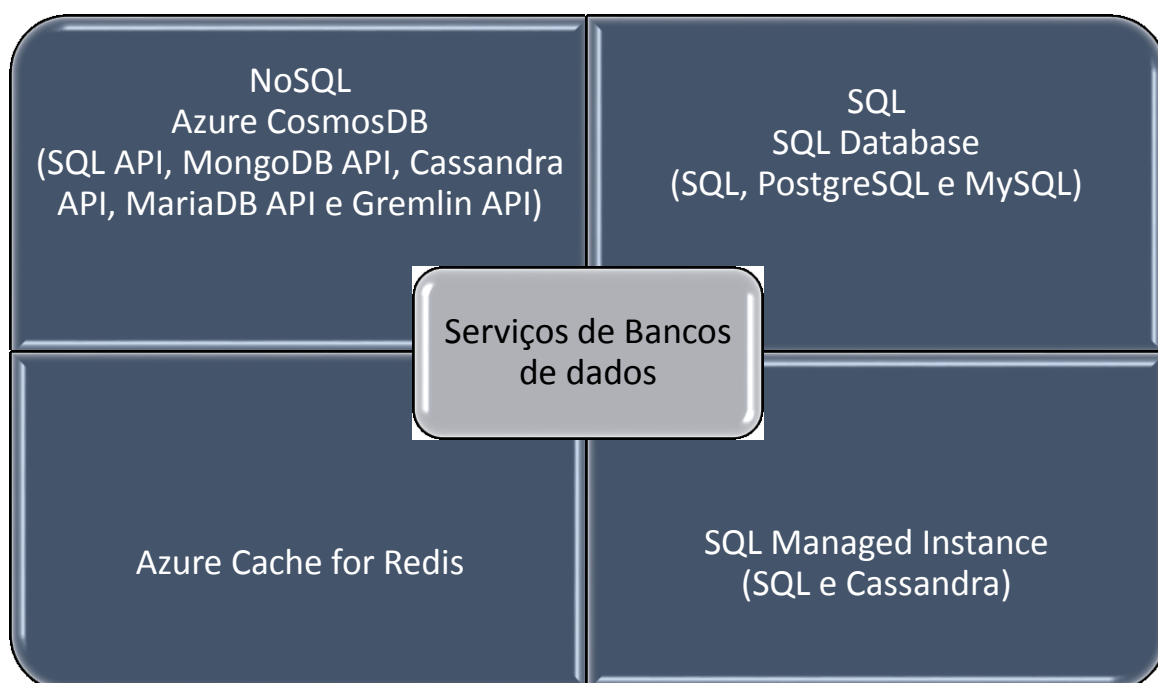 NoSQL
Azure CosmosDB
(SQL API, MongoDB API, Cassandra
API, MariaDB API e Gremlin API)
SQL
SQL Database
(SQL, PostgreSQL e MySQL)
Serviços de Bancos
de dados
Azure Cache for Redis
SQL Managed Instance
(SQL e Cassandra)